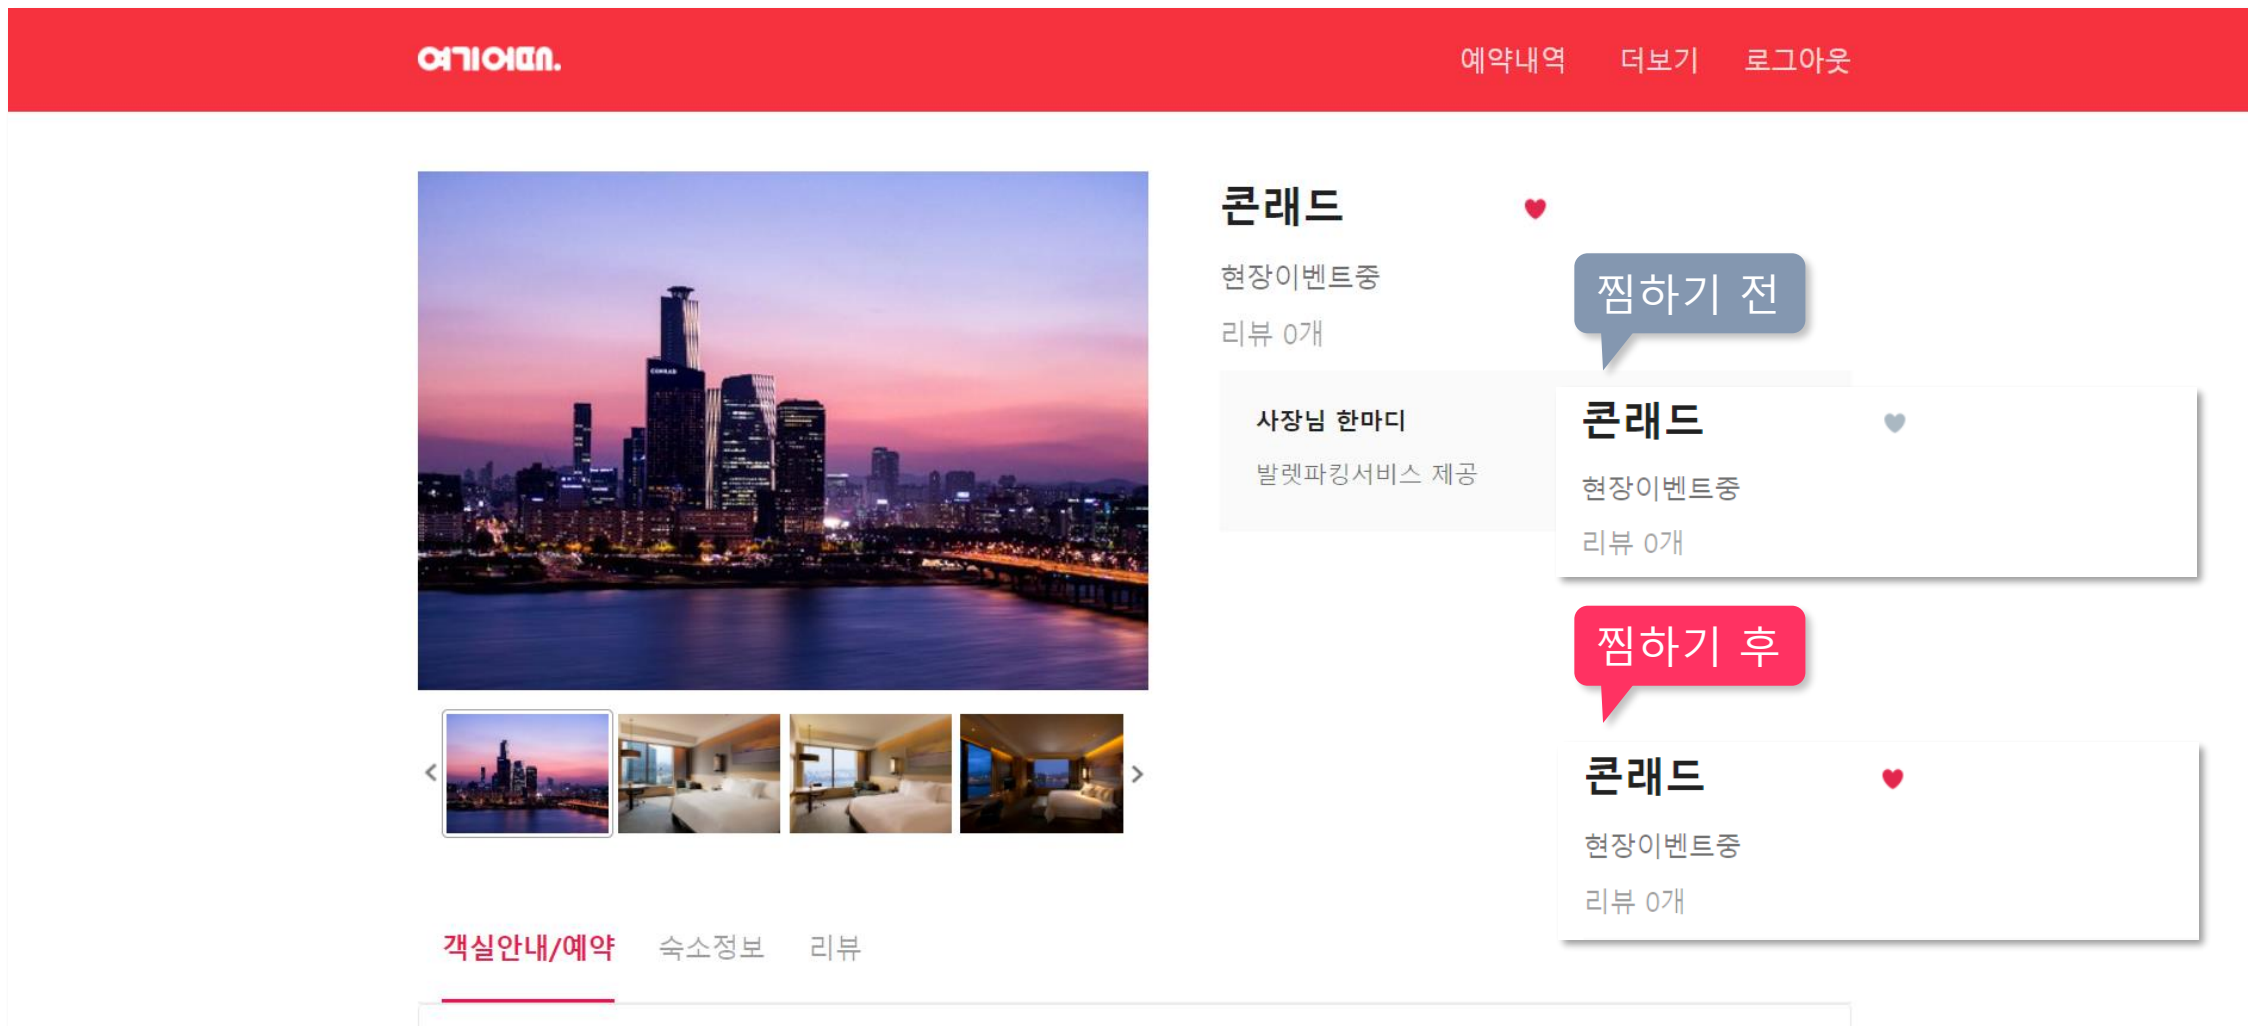 여기어때.
예약내역 더보기 로그아웃
콘래드
현장이벤트중
리뷰 0개
사장님 한마디
발렛파킹서비스 제공
찜하기 전
콘래드
현장이벤트중
리뷰 0개
찜하기 후
콘래드
현장이벤트중
리뷰 0개
CONRAD
객실안내/예약 숙소정보 리뷰